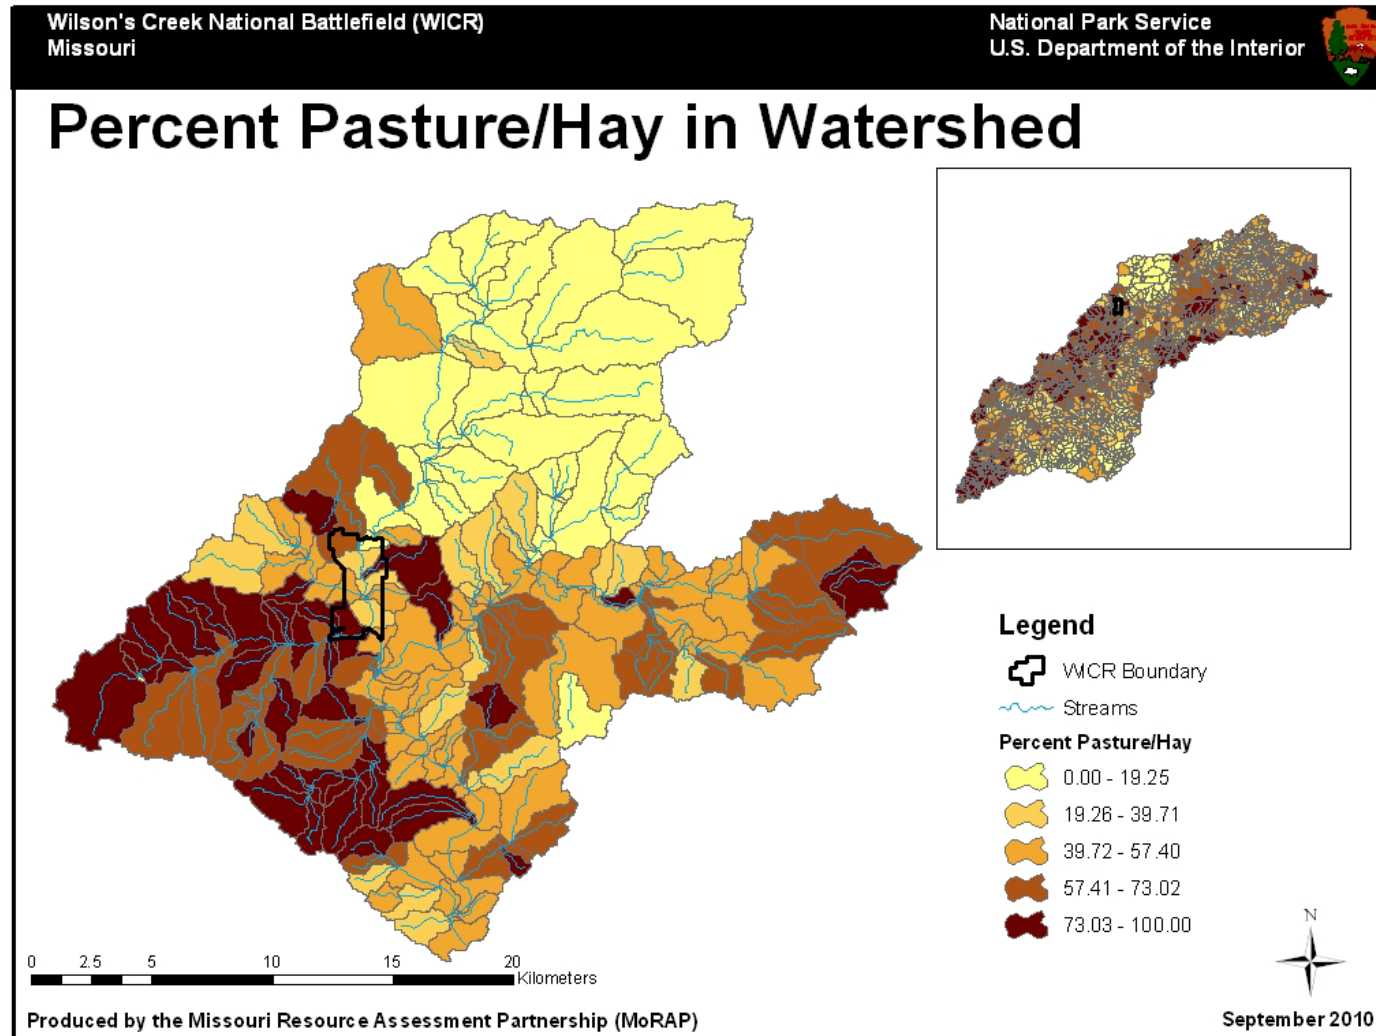 Wilson's Creek National Battlefield (WICR)
Missouri
National Park Service
U.S. Department of the Interior
Percent Pasture/Hay in Watershed
Legend
WICR Boundary
Streams
Percent Pasture/Hay
0.00 - 19.25
19.26 - 39.71
39.72 - 57.40
57.41 - 73.02
73.03 - 100.00
N
0 2.5 5 10 15 20
Kilometers
Produced by the Missouri Resource Assessment Partnership (MoRAP)
September 2010